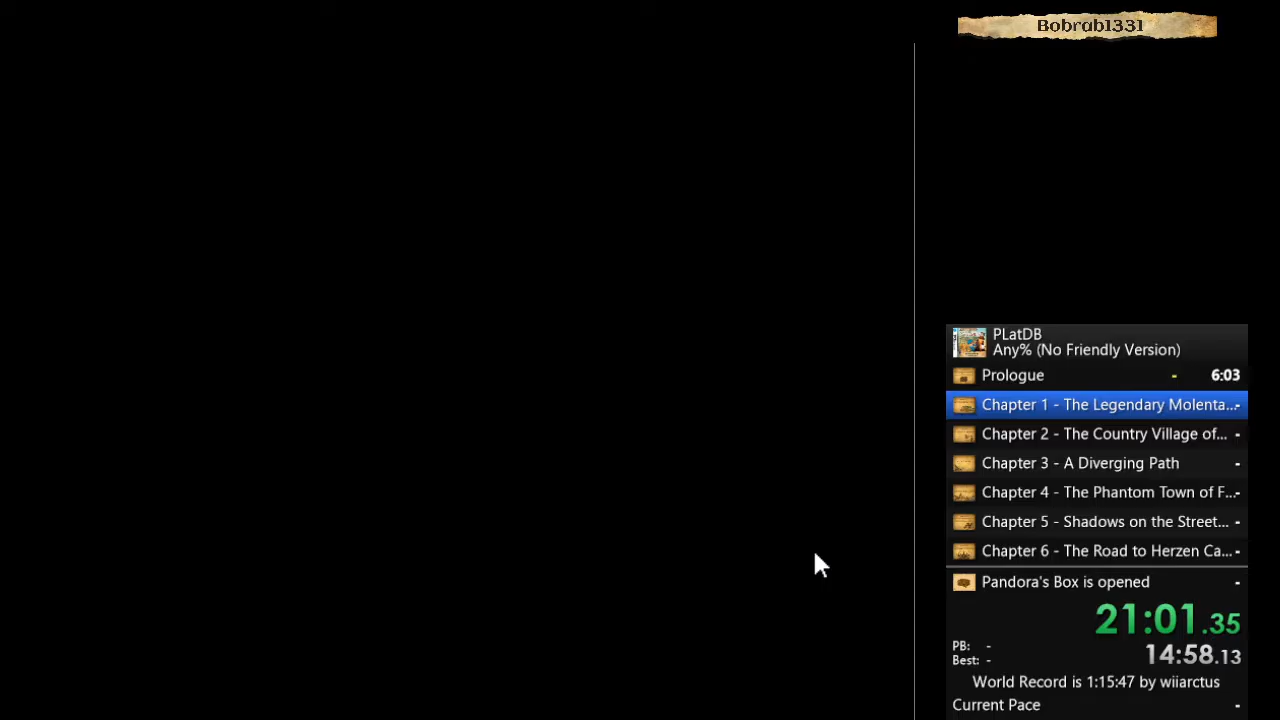 Bobrab1331
PLatDB
Any% (No Friendly Version)
Prologue - 6:03
Chapter 1 - The Legendary Molenta...-
Chapter 2 - The Country Village of... -
Chapter 3 - A Diverging Path -
Chapter 4 - The Phantom Town of F...-
Chapter 5 - Shadows on the Street... -
Chapter 6 - The Road to Herzen Ca...-
Pandora's Box is opened -
21:01.35
PB: -
Best: -
14:58.13
World Record is 1:15:47 by wiiarctus
Current Pace -